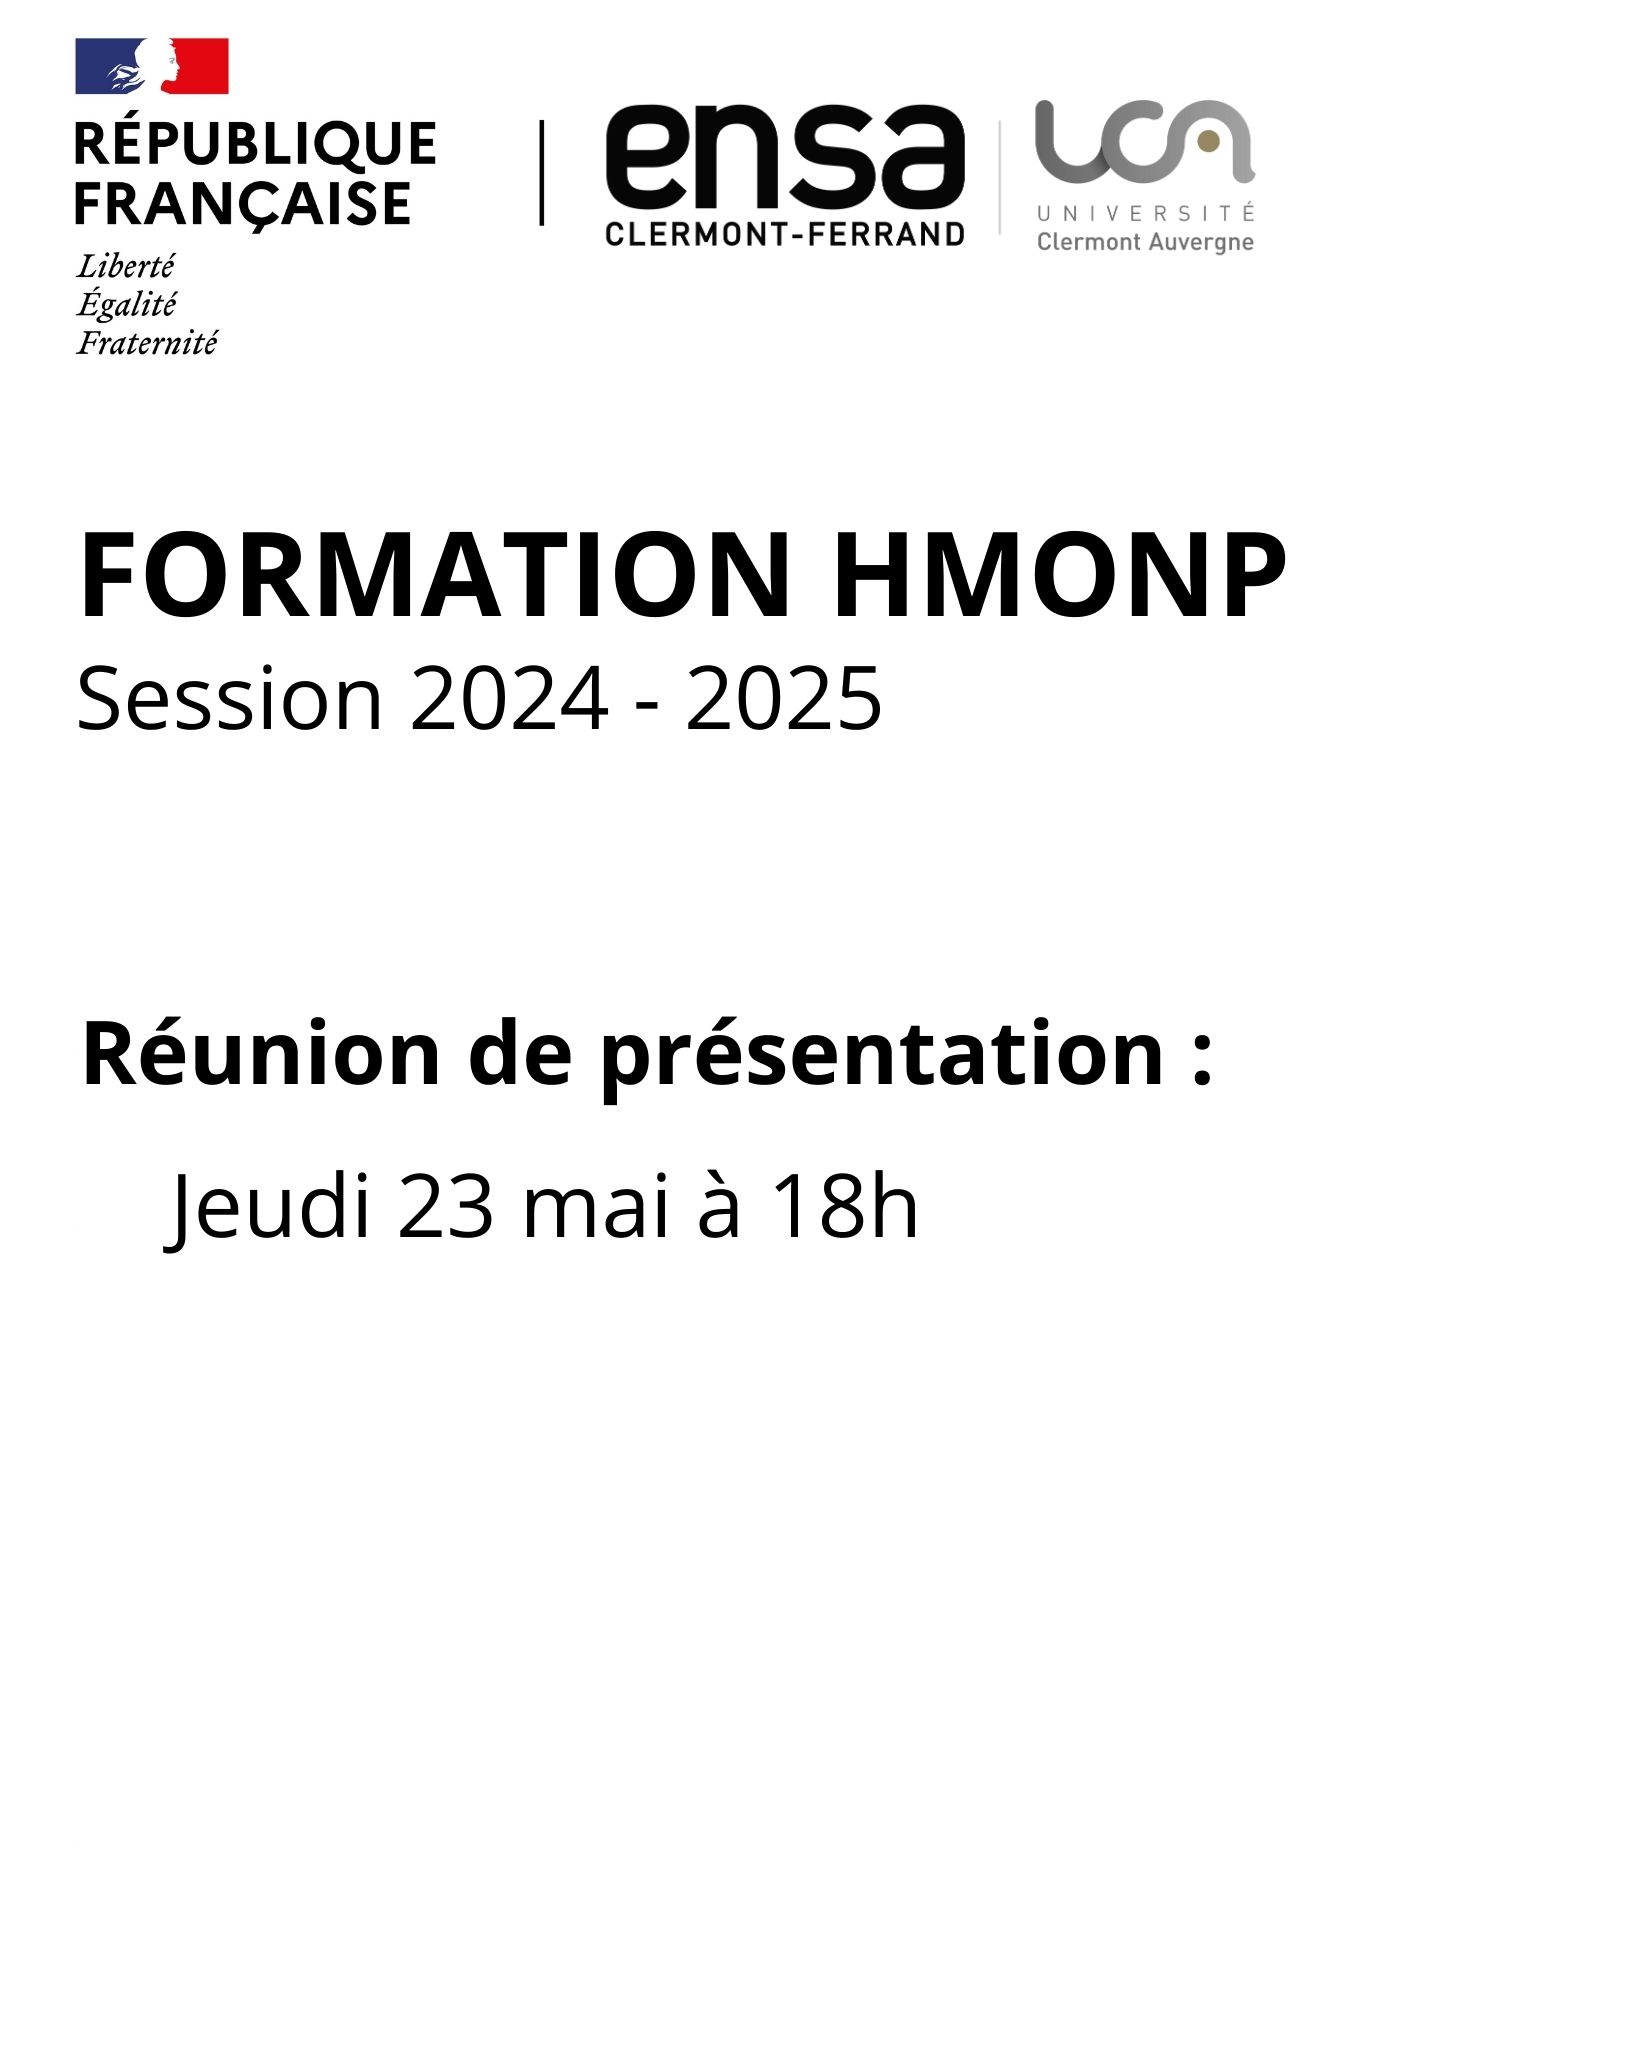 RÉPUBLIQUE
FRANÇAISE
Liberté
Égalité
Fraternité
ensa
CLERMONT-FERRAND
UCA
UNIVERSITÉ
Clermont Auvergne
FORMATION HMONP
Session 2024 - 2025
Réunion de présentation :
Jeudi 23 mai à 18h